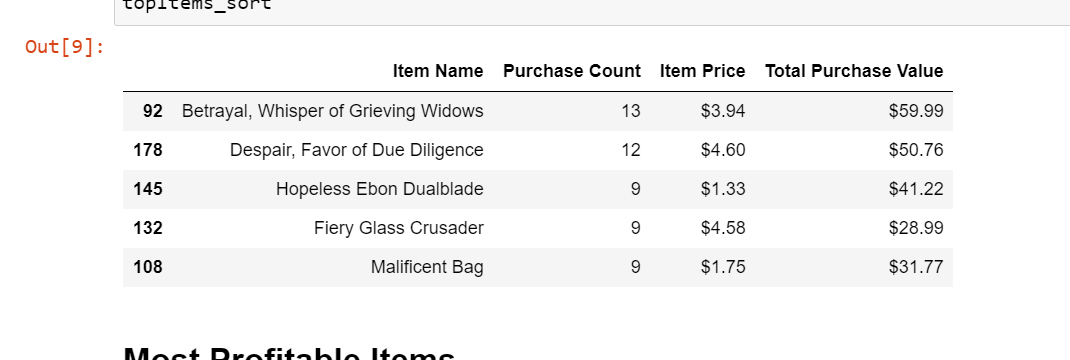 topItems_sort
Out[9]:
Item Name Purchase Count Item Price Total Purchase Value
92 Betrayal, Whisper of Grieving Widows 13 $3.94 $59.99
178 Despair, Favor of Due Diligence 12 $4.60 $50.76
145 Hopeless Ebon Dualblade 9 $1.33 $41.22
132 Fiery Glass Crusader 9 $4.58 $28.99
108 Malificent Bag 9 $1.75 $31.77
Most Profitable Items